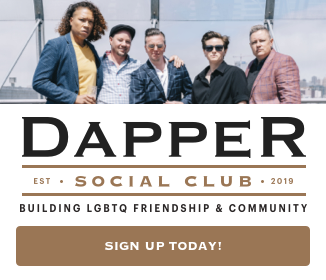 DAPPER
EST • SOCIAL CLUB • 2019
BUILDING LGBTQ FRIENDSHIP & COMMUNITY
SIGN UP TODAY!